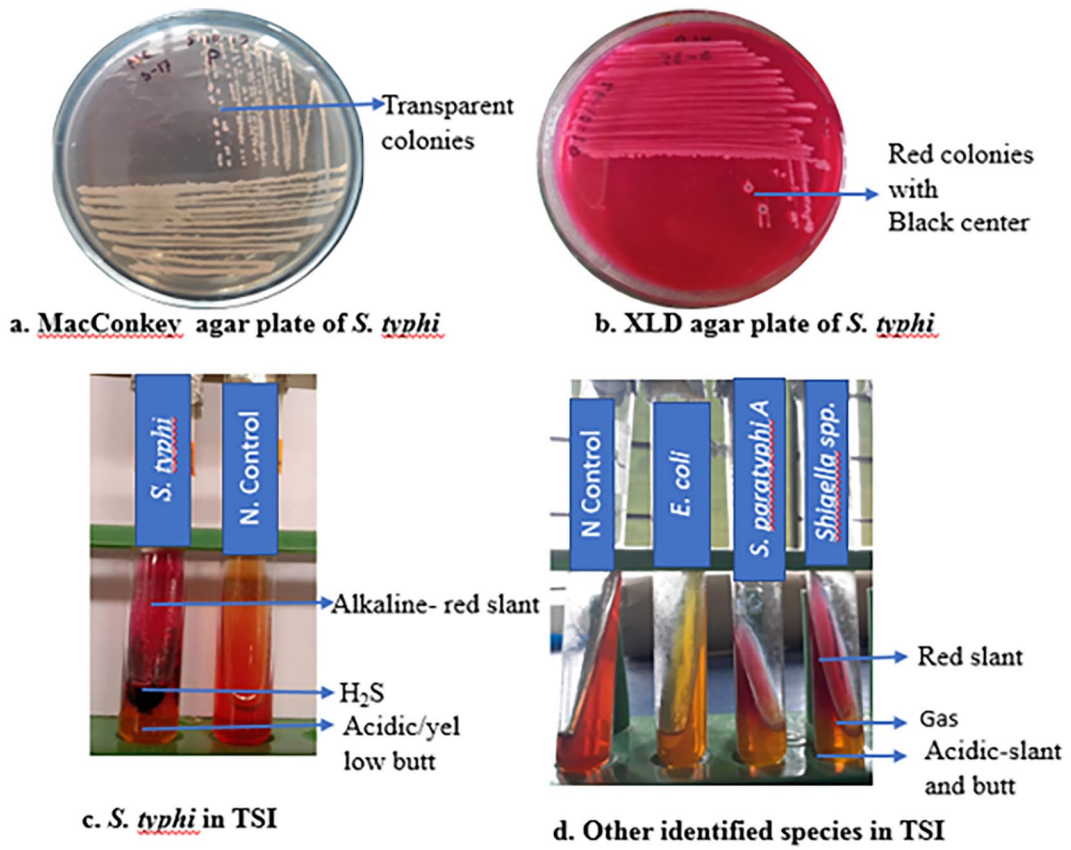 Transparent
colonies
Red colonies
with
Black center
a. MacConkey agar plate of S. typhi
b. XLD agar plate of S. typhi
S. typhi
N. Control
Alkaline- red slant
H₂S
Acidic/yel
low butt
c. S. typhi in TSI
N Control
E. coli
S. paratyphi A
Shigella spp.
Red slant
Gas
Acidic-slant
and butt
d. Other identified species in TSI